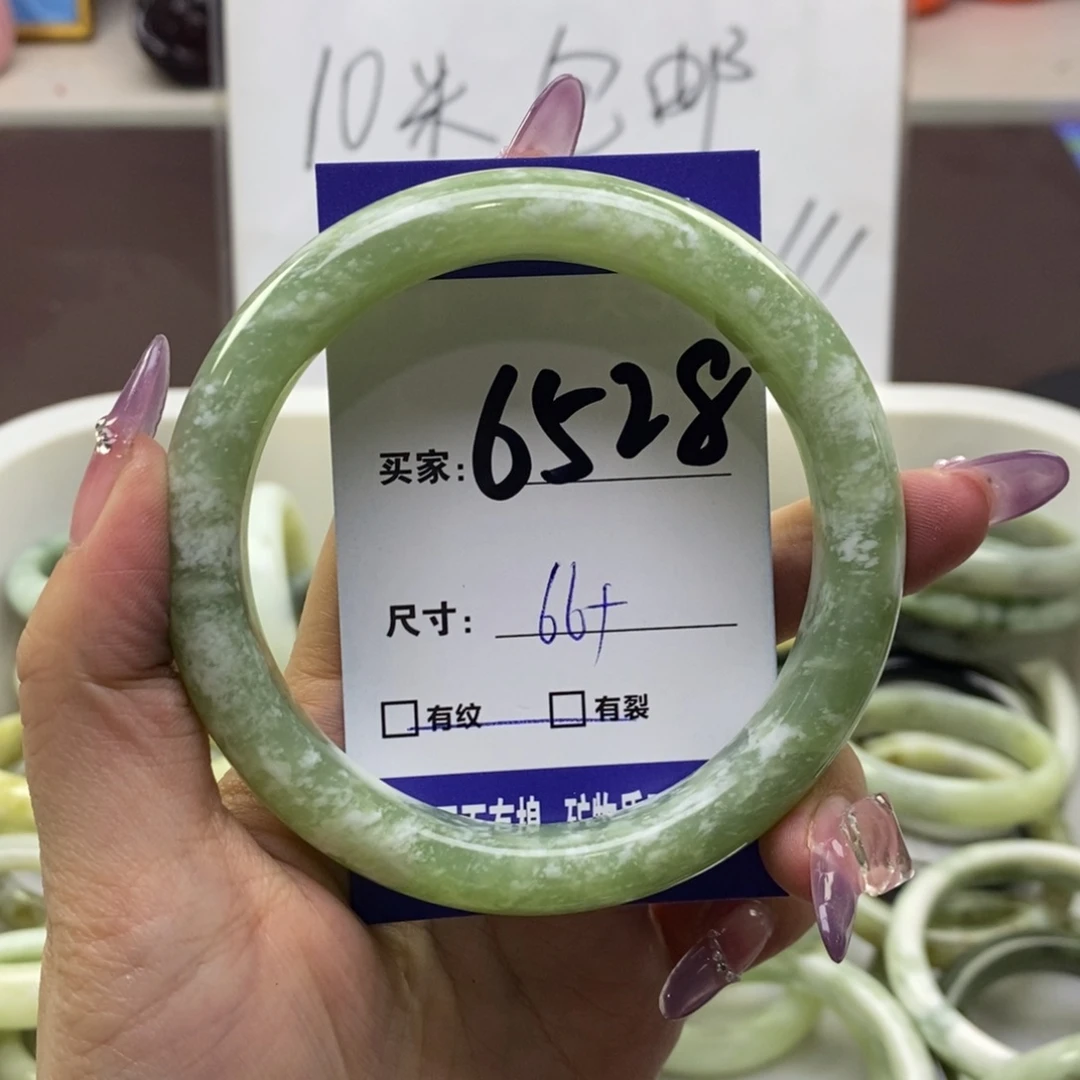 10米包邮
买家: 6528
尺寸: 66+
有纹 有裂